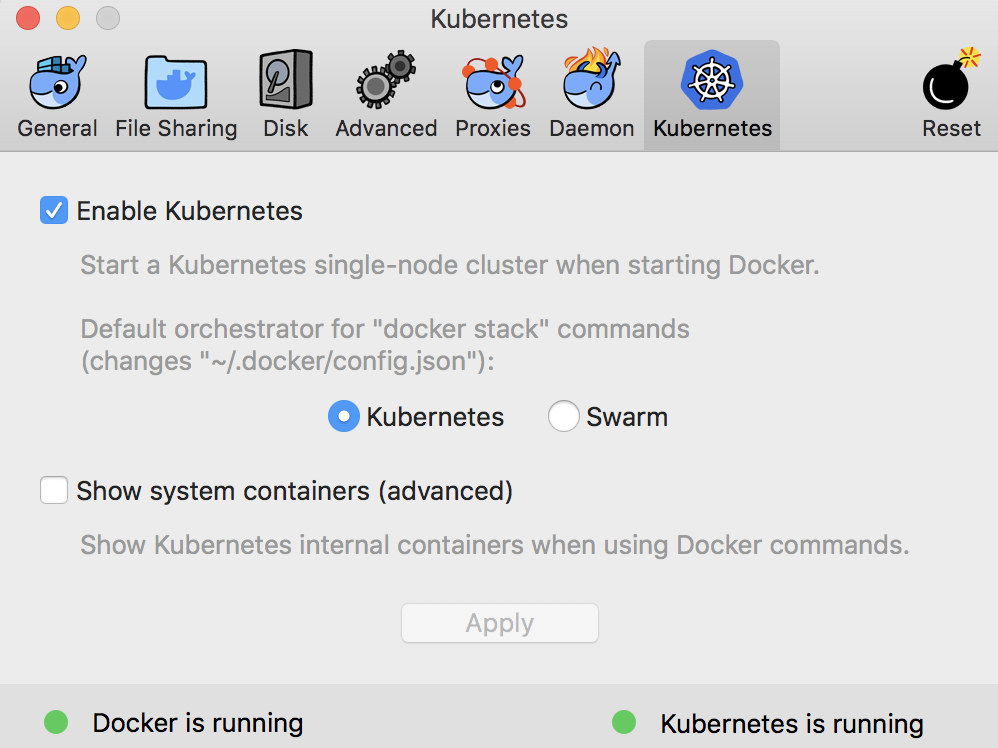 Kubernetes
General
File Sharing
Disk
Advanced
Proxies
Daemon
Kubernetes
Reset
Enable Kubernetes
Start a Kubernetes single-node cluster when starting Docker.
Default orchestrator for "docker stack" commands
(changes "~/.docker/config.json"):
Kubernetes
Swarm
Show system containers (advanced)
Show Kubernetes internal containers when using Docker commands.
Apply
Docker is running
Kubernetes is running